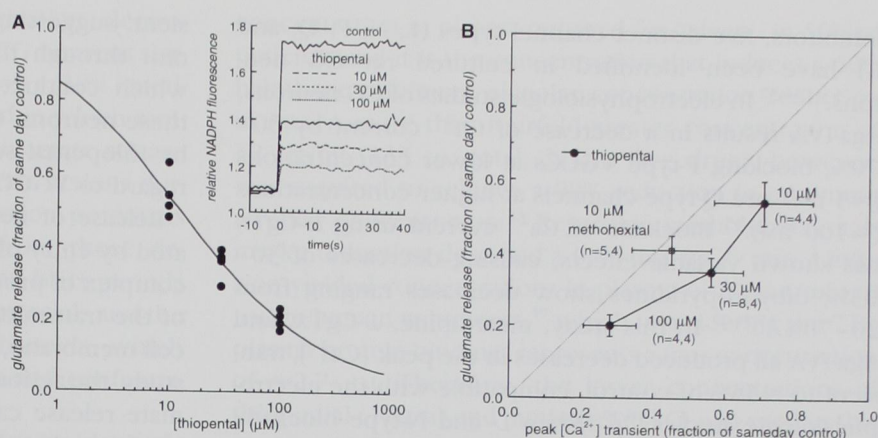 A
glutamate release (fraction of same day control)
1.0
0.8
0.6
0.4
0.2
0.0
1
10
100
1000
[thiopental] (µM)
relative NADPH fluorescence
1.8
1.6
1.4
1.2
1.0
-10
0
10
20
30
40
time(s)
control
thiopental
10 µM
30 µM
100 µM
B
glutamate release (fraction of same day control)
1.0
0.8
0.6
0.4
0.2
0.0
0.0
0.2
0.4
0.6
0.8
1.0
peak [Ca2+] transient (fraction of sameday control)
thiopental
10 µM
methohexital
(n=5,4)
10 µM
(n=4,4)
30 µM
(n=8,4)
100 µM
(n=4,4)